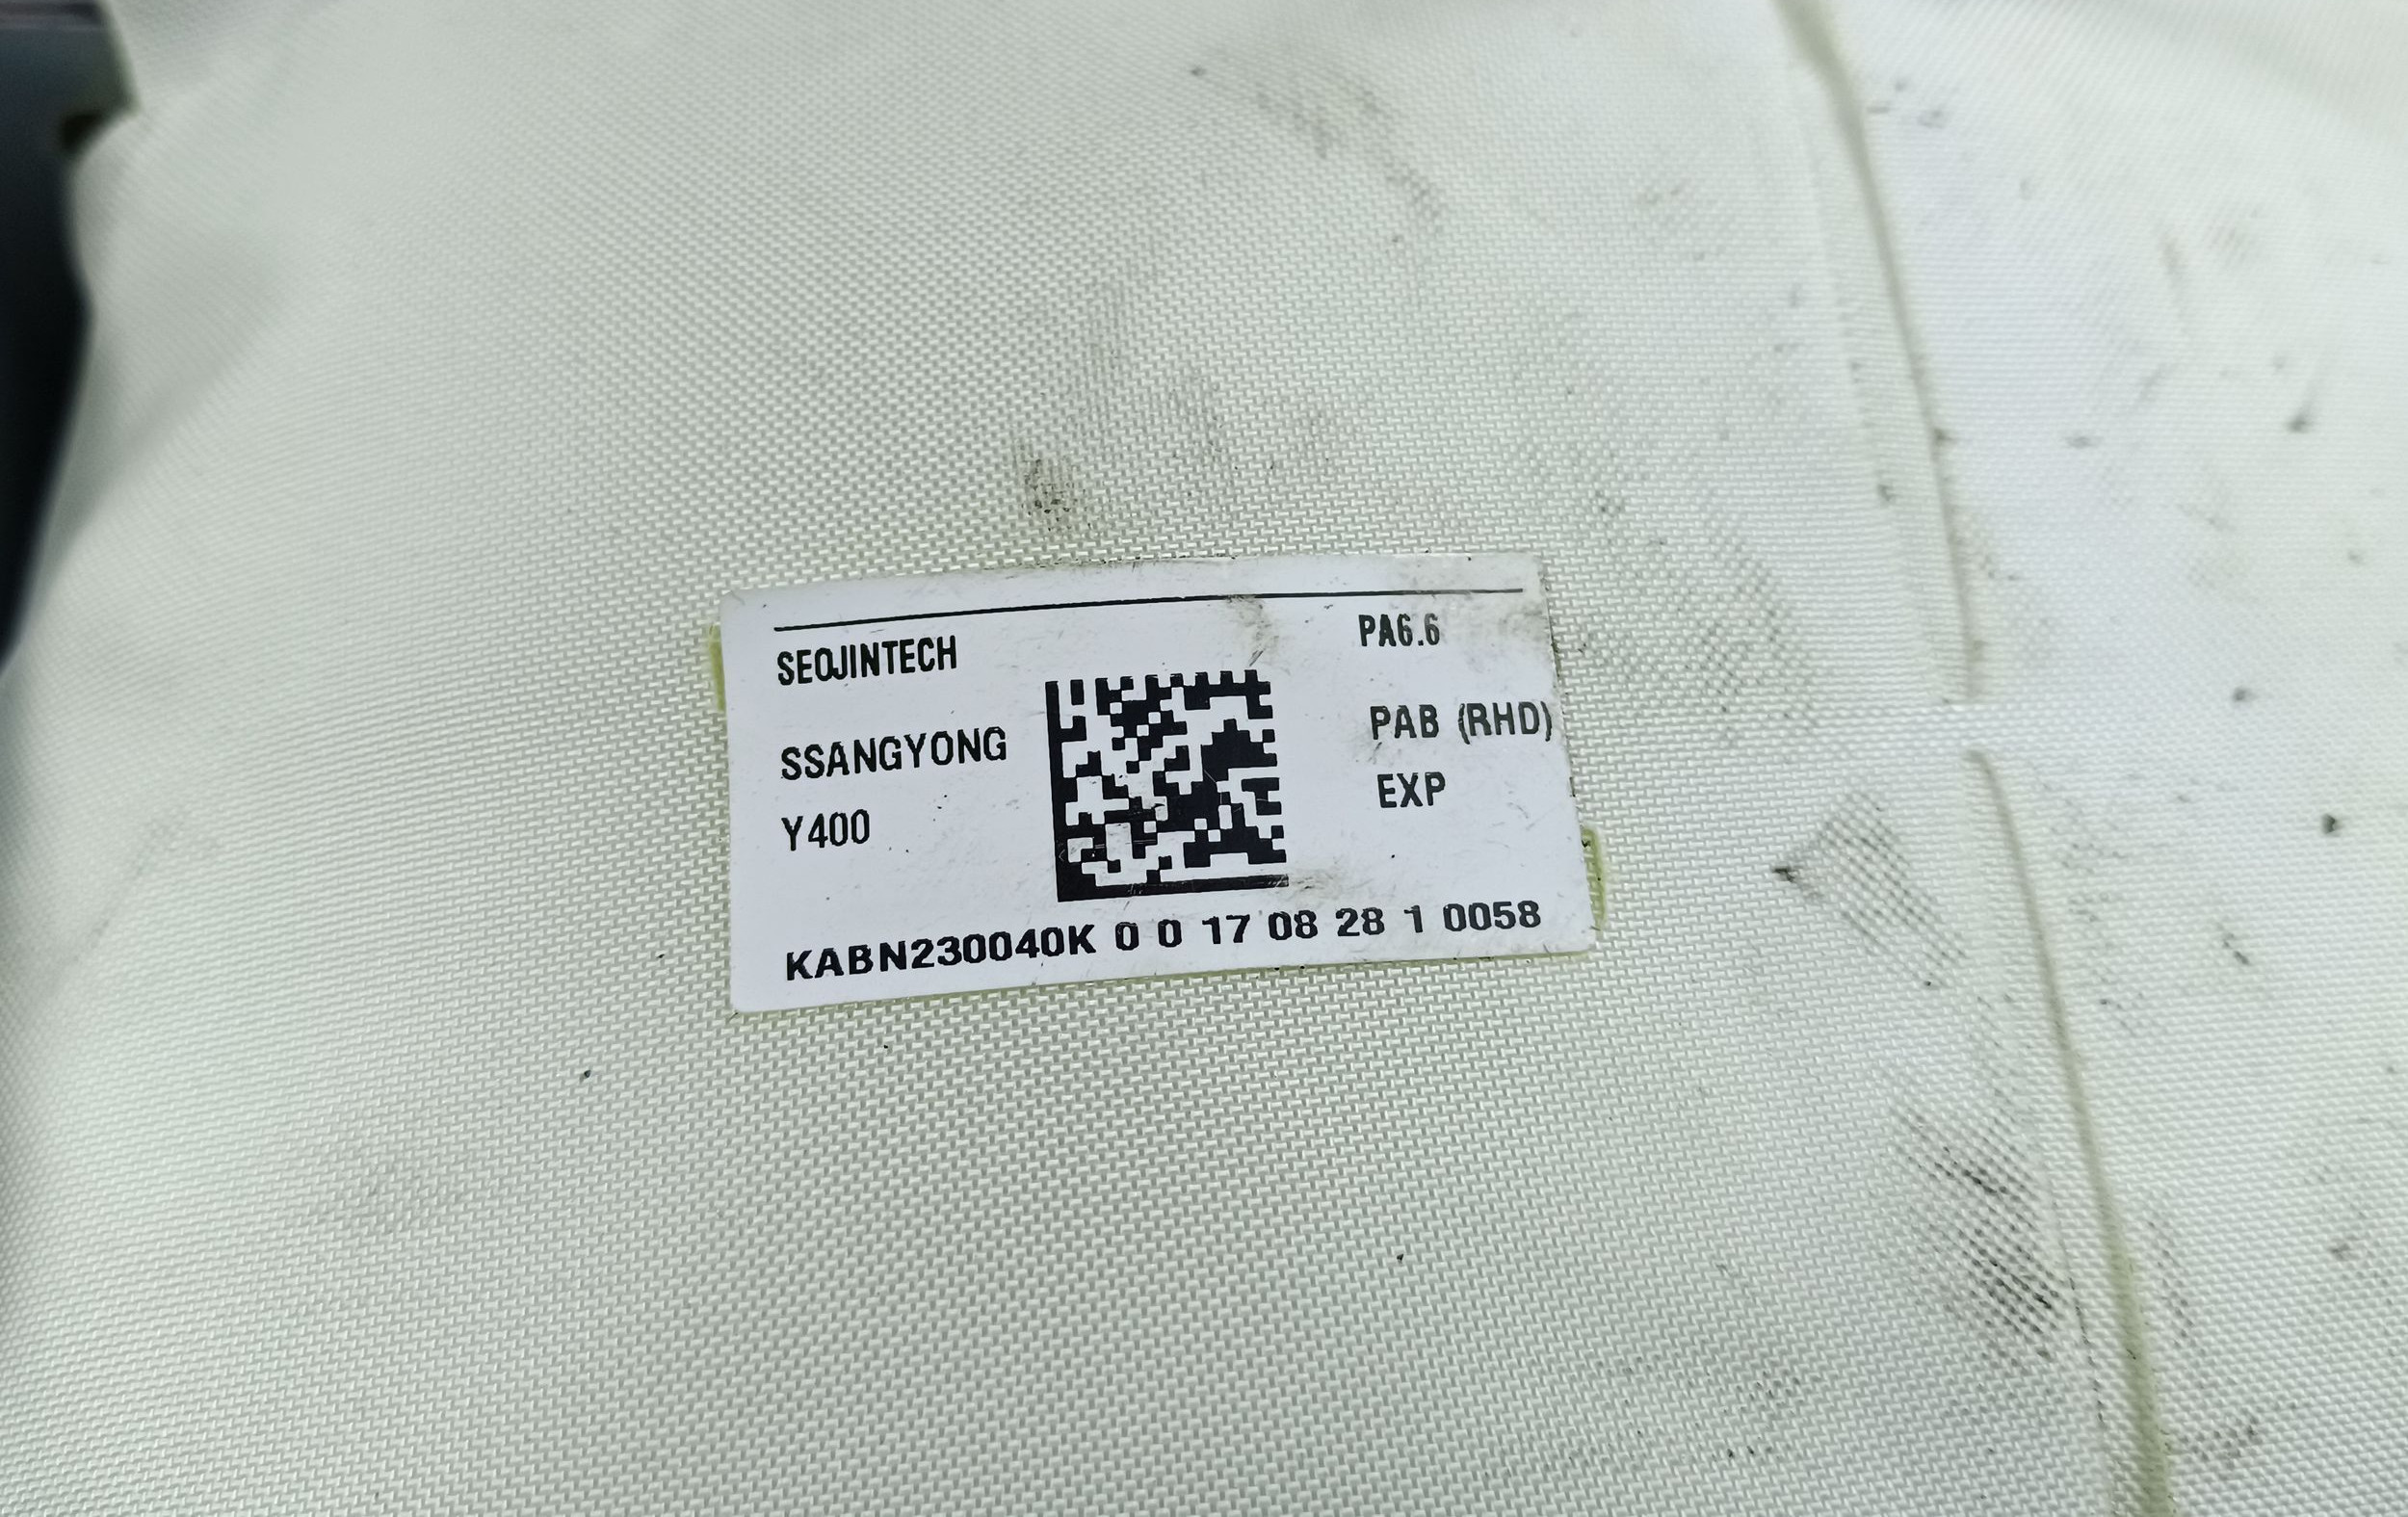 SEOJINTECH
PA6.6
SSANGYONG
PAB (RHD)
Y400
EXP
KABN230040K 0 0 17 08 28 1 0058